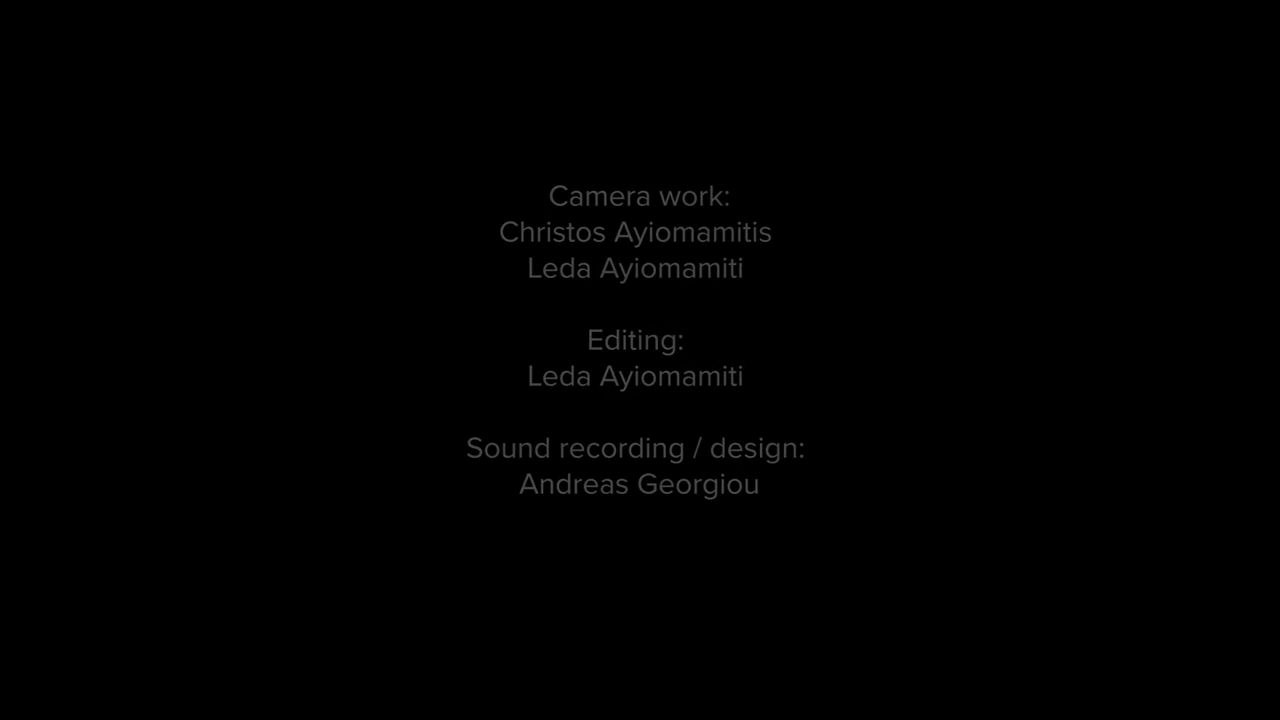 Camera work:
Christos Ayiomamitis
Leda Ayiomamiti
Editing:
Leda Ayiomamiti
Sound recording / design:
Andreas Georgiou